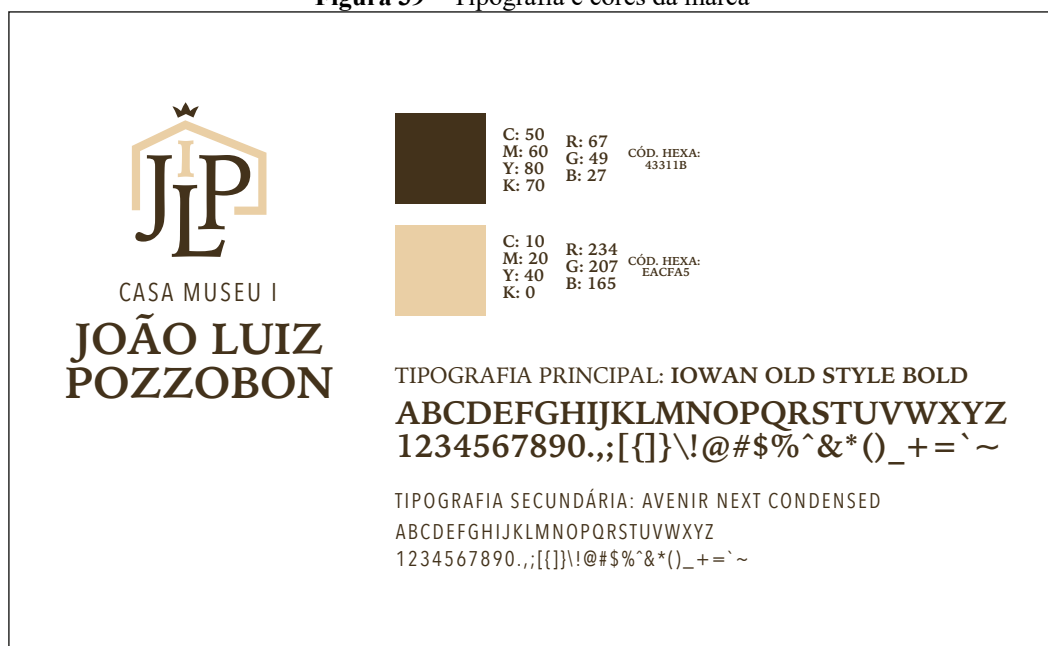 Figura 39 – Tipografia e cores da marca
JLIP
CASA MUSEU I
JOÃO LUIZ
POZZOBON
C: 50
M: 60
Y: 80
K: 70
R: 67
G: 49
B: 27
CÓD. HEXA:
43311B
C: 10
M: 20
Y: 40
K: 0
R: 234
G: 207
B: 165
CÓD. HEXA:
EACFA5
TIPOGRAFIA PRINCIPAL: IOWAN OLD STYLE BOLD
ABCDEFGHIJKLMNOPQRSTUVWXYZ
1234567890.,;[{]}\!@#$%^&*()_+=`~
TIPOGRAFIA SECUNDÁRIA: AVENIR NEXT CONDENSED
ABCDEFGHIJKLMNOPQRSTUVWXYZ
1234567890.,;[{]}\!@#$%^&*()_+=`~